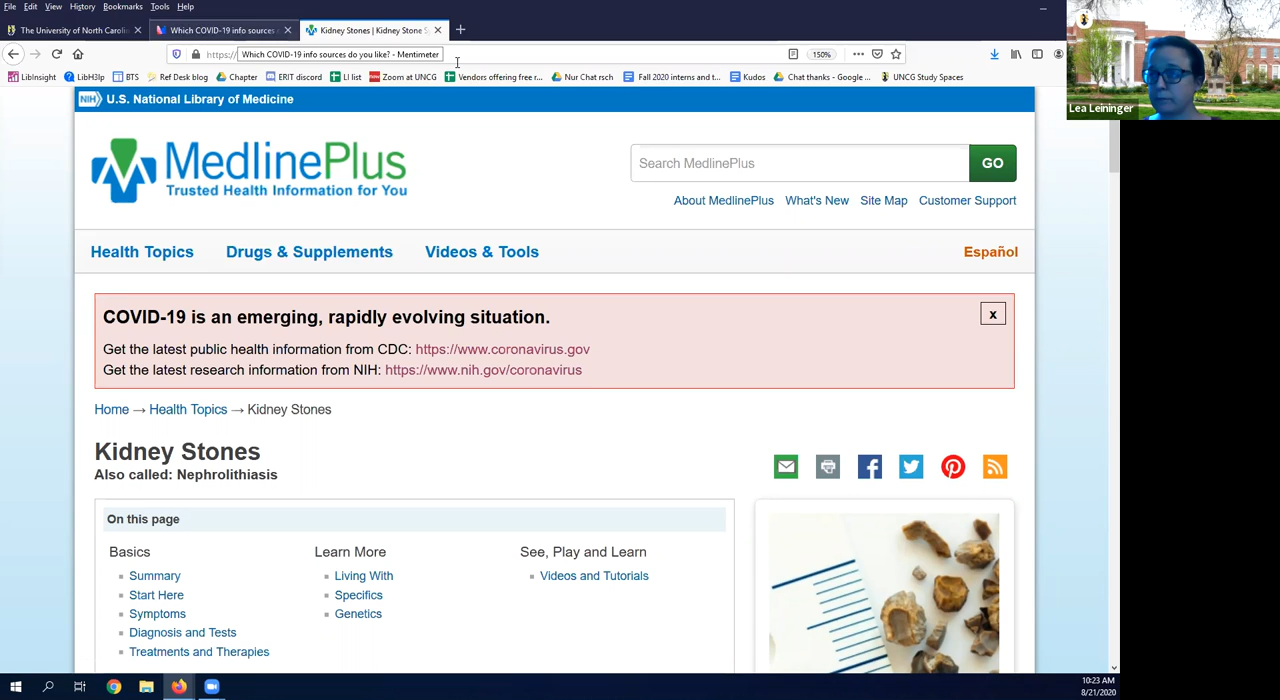 File Edit View History Bookmarks Tools Help
The University of North Caroli
Which COVID-19 info sources
Kidney Stones | Kidney Stone S
https://
Which COVID-19 info sources do you like? - Mentimeter
150%
LibInsight LibH3lp BTS Ref Desk blog Chapter ERIT discord LI list Zoom at UNCG Vendors offering free r... Nur Chat rsch Fall 2020 interns and t... Kudos Chat thanks - Google ... UNCG Study Spaces
Lea Leininger
NIH U.S. National Library of Medicine
MedlinePlus
Trusted Health Information for You
Search MedlinePlus GO
About MedlinePlus What's New Site Map Customer Support
Health Topics Drugs & Supplements Videos & Tools Español
COVID-19 is an emerging, rapidly evolving situation. x
Get the latest public health information from CDC: https://www.coronavirus.gov
Get the latest research information from NIH: https://www.nih.gov/coronavirus
Home → Health Topics → Kidney Stones
Kidney Stones
Also called: Nephrolithiasis
On this page
Basics
Summary
Start Here
Symptoms
Diagnosis and Tests
Treatments and Therapies
Learn More
Living With
Specifics
Genetics
See, Play and Learn
Videos and Tutorials
10:23 AM
8/21/2020